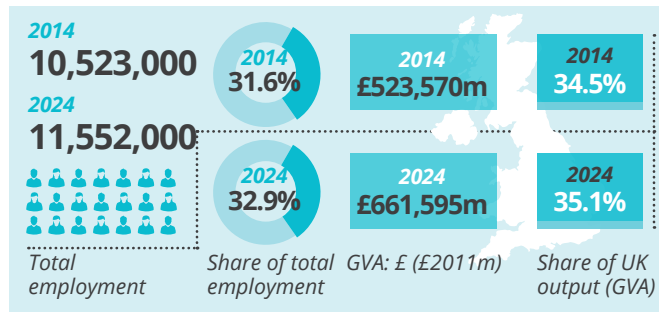 2014
10,523,000
2024
11,552,000
Total
employment
2014
31.6%
2024
32.9%
Share of total
employment
2014
£523,570m
2024
£661,595m
GVA: £ (£2011m)
2014
34.5%
2024
35.1%
Share of UK
output (GVA)